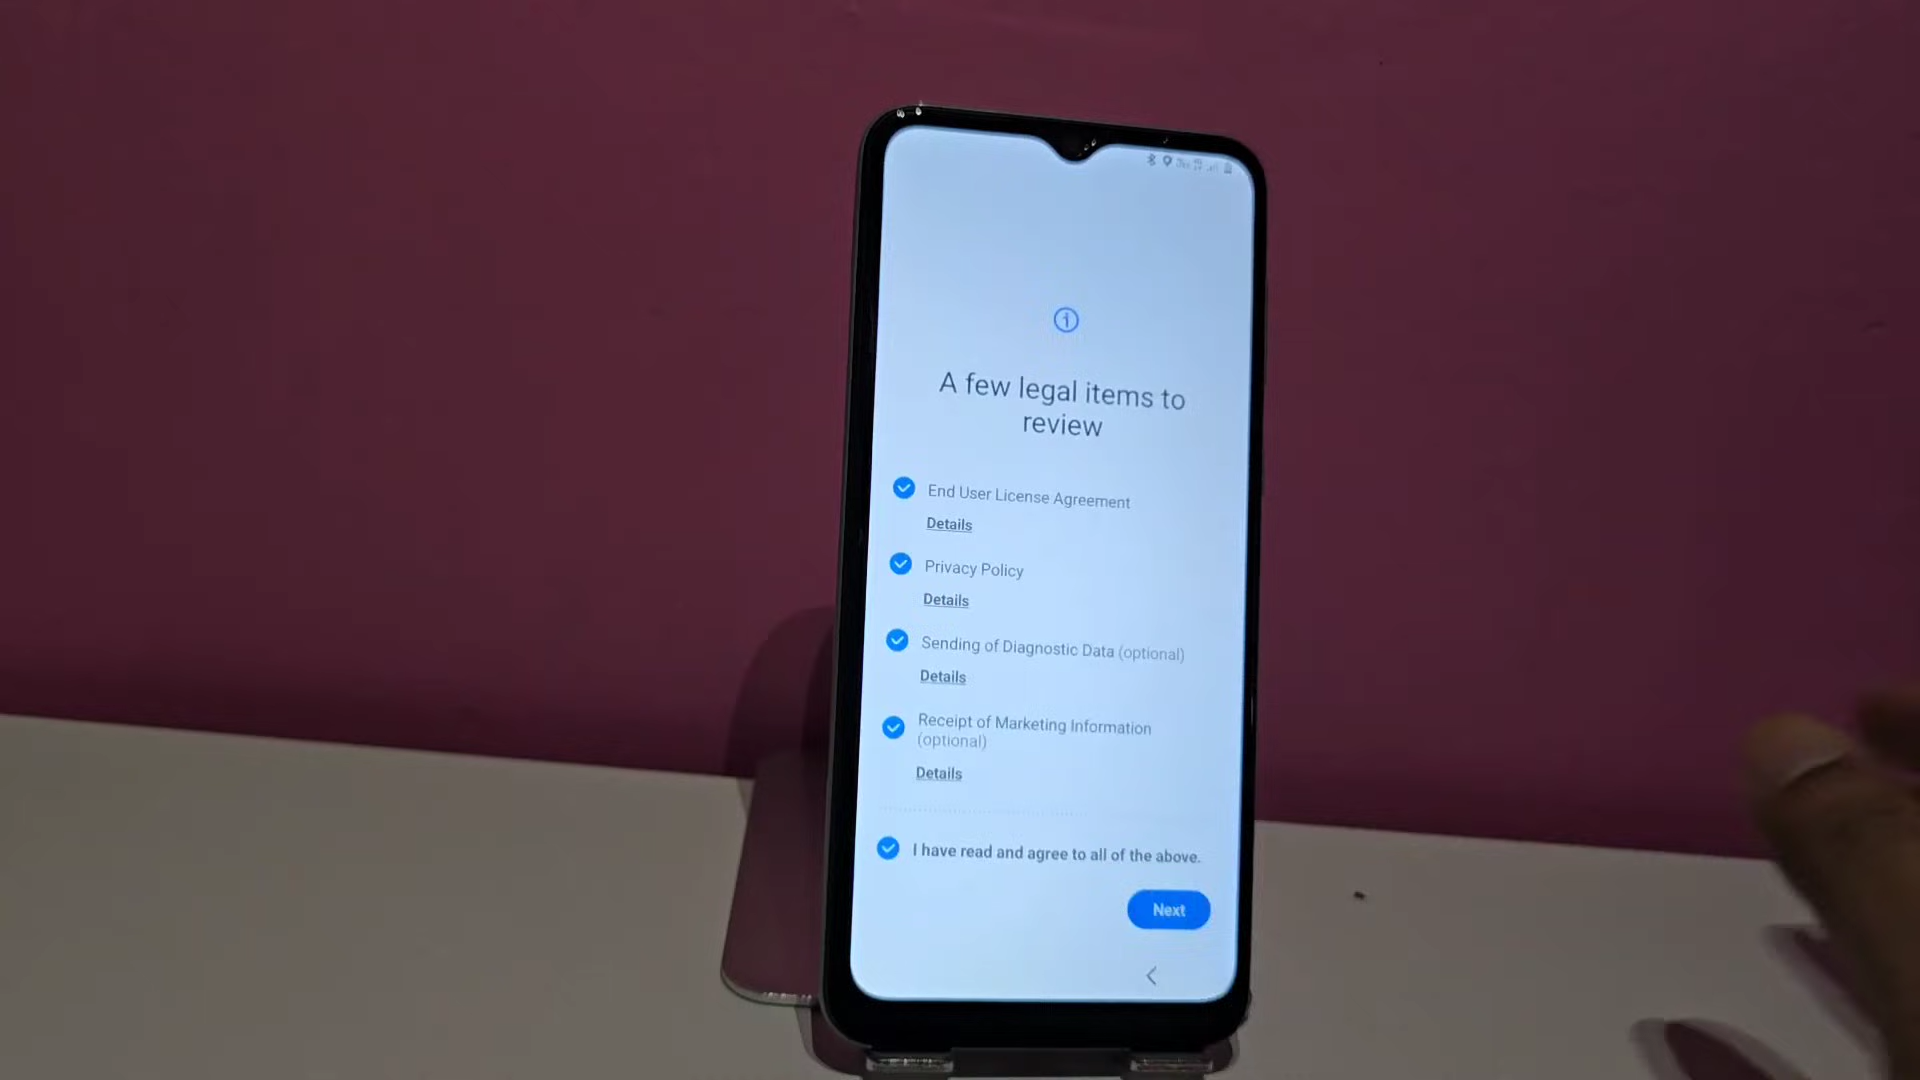 A few legal items to
review
End User License Agreement
Details
Privacy Policy
Details
Sending of Diagnostic Data (optional)
Details
Receipt of Marketing Information
(optional)
Details
I have read and agree to all of the above.
Next